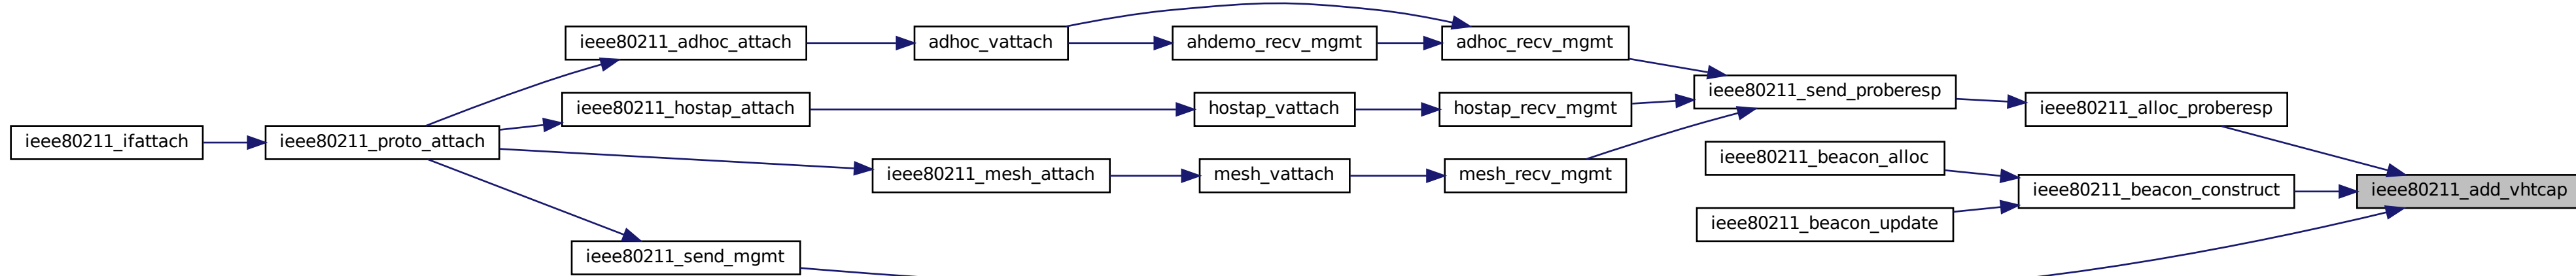 ieee80211_adhoc_attach
adhoc_vattach
ahdemo_recv_mgmt
adhoc_recv_mgmt
ieee80211_send_proberesp
ieee80211_hostap_attach
hostap_vattach
hostap_recv_mgmt
ieee80211_alloc_proberesp
ieee80211_ifattach
ieee80211_proto_attach
ieee80211_beacon_alloc
ieee80211_mesh_attach
mesh_vattach
mesh_recv_mgmt
ieee80211_beacon_construct
ieee80211_add_vhtcap
ieee80211_beacon_update
ieee80211_send_mgmt